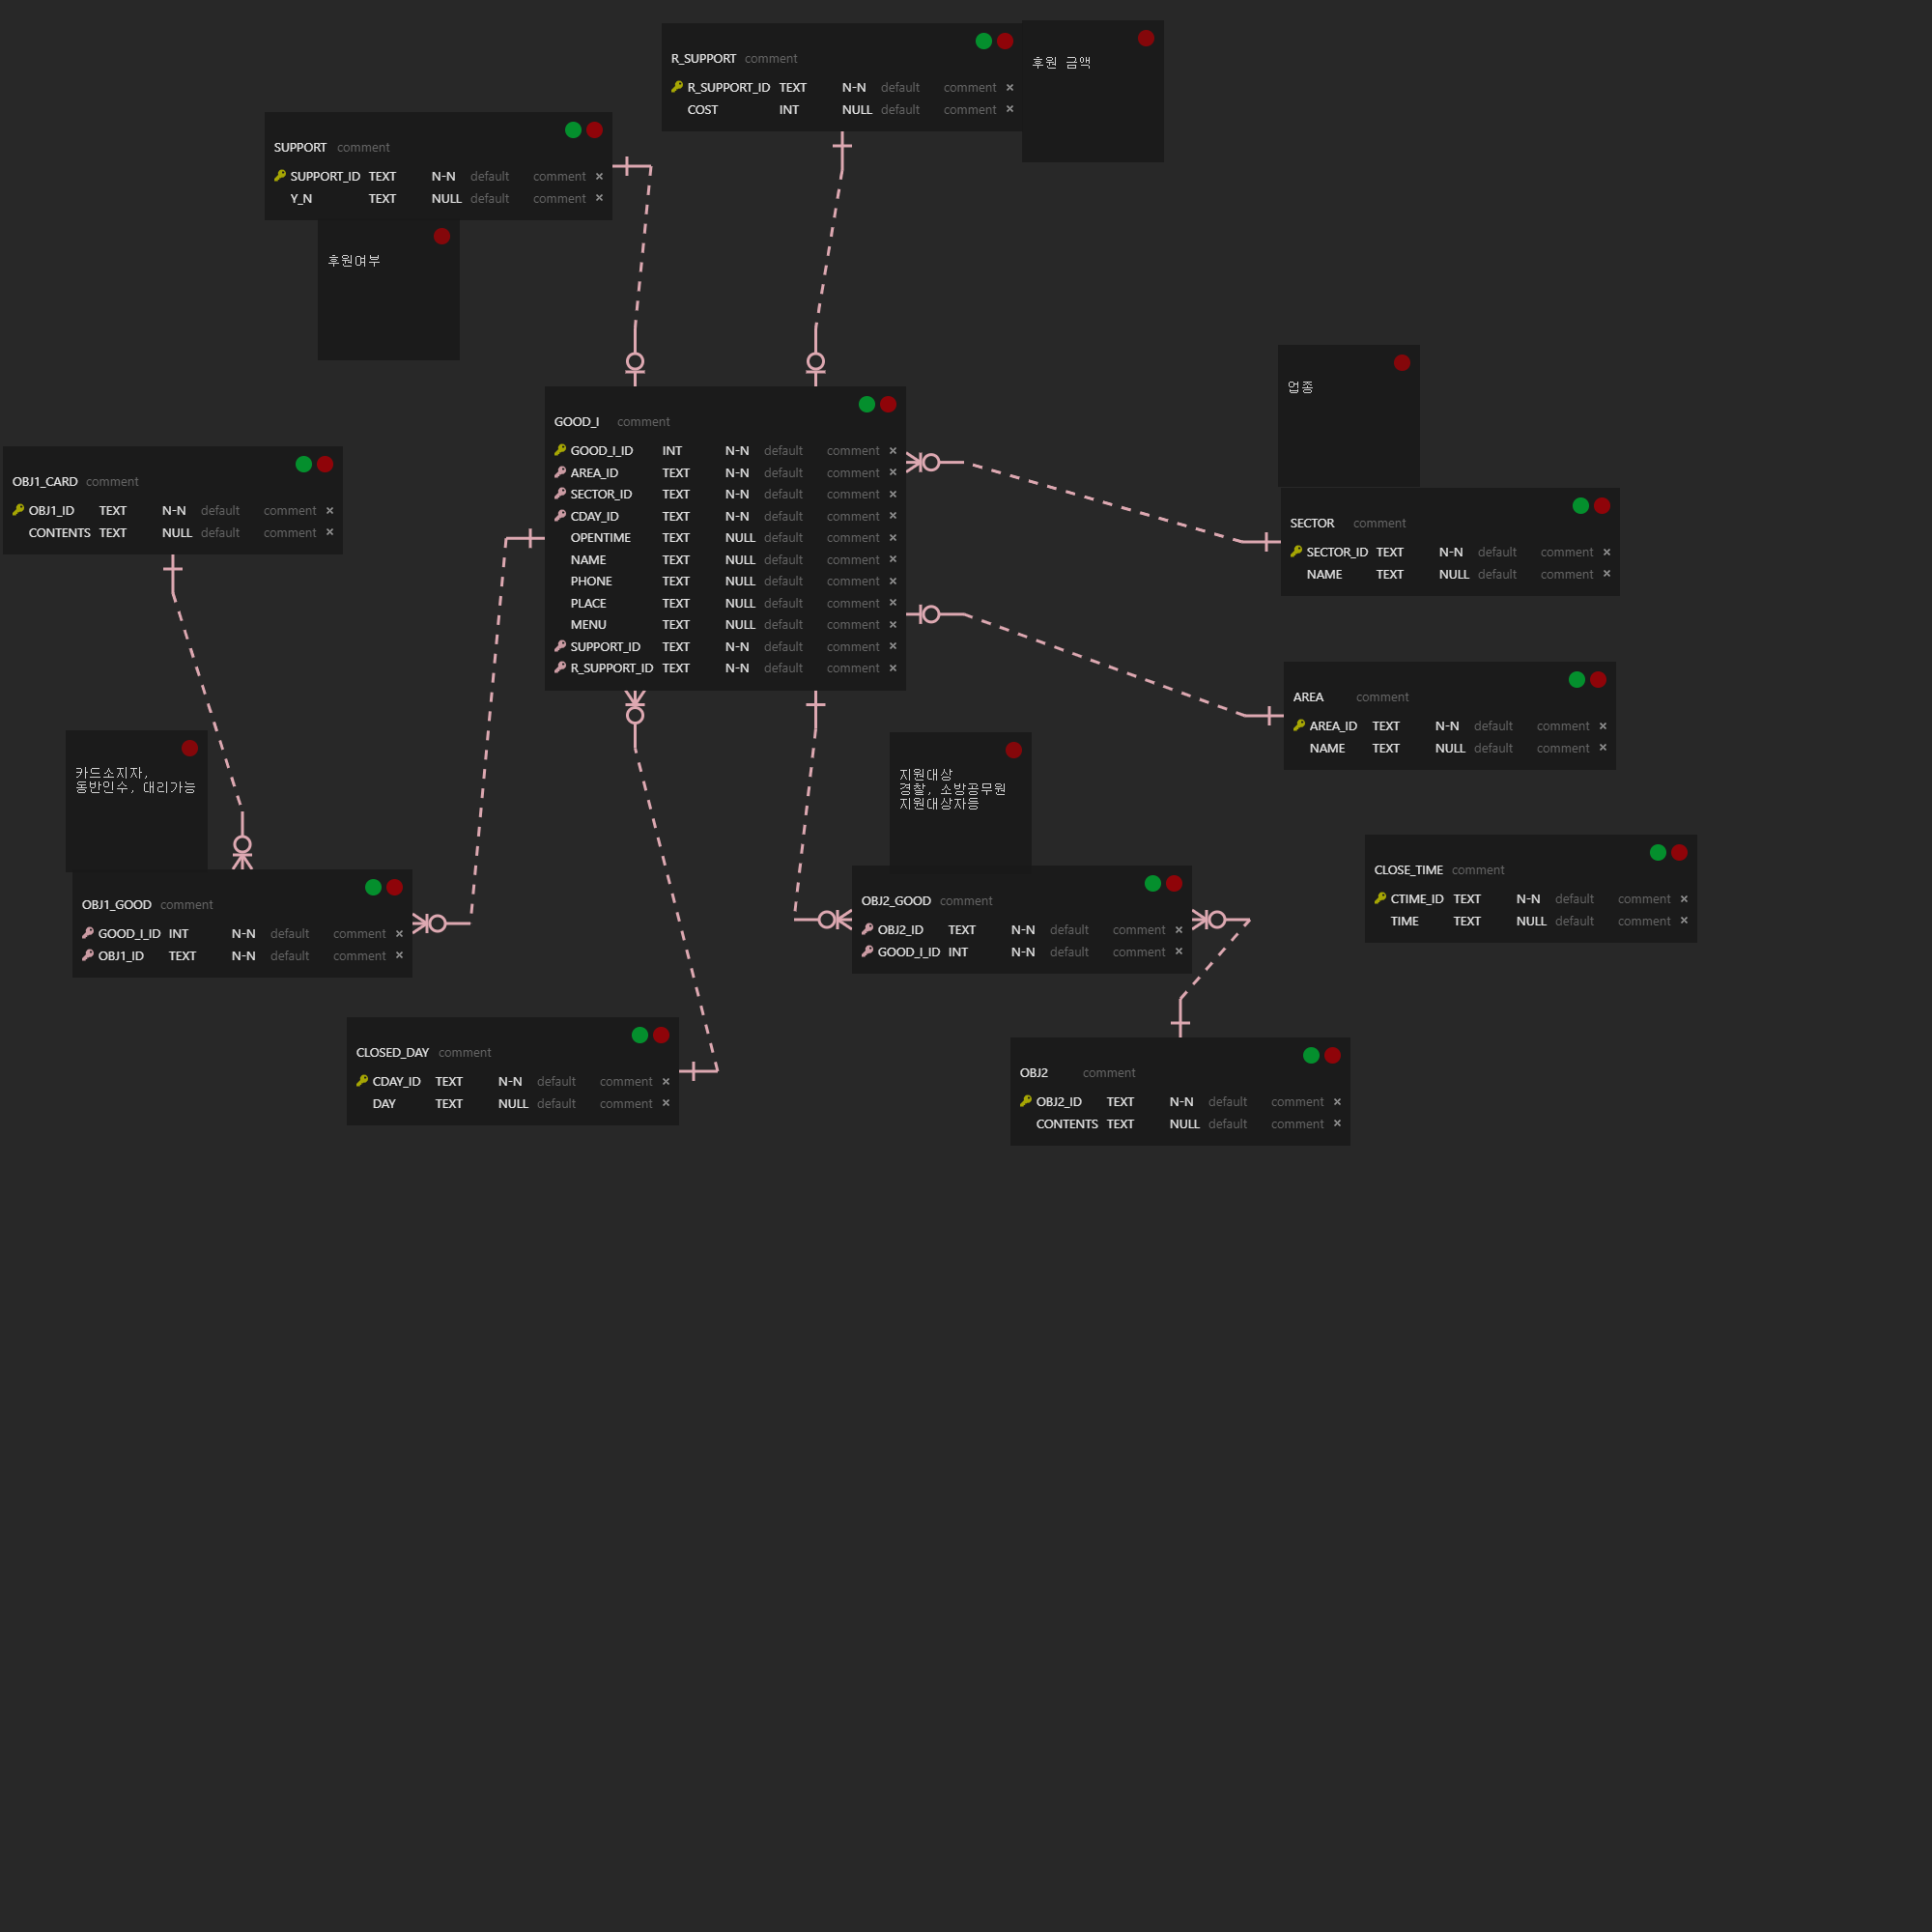 R_SUPPORT comment
R_SUPPORT_ID TEXT N-N default comment ×
COST INT NULL default comment ×
후원 금액
SUPPORT comment
SUPPORT_ID TEXT N-N default comment ×
Y_N TEXT NULL default comment ×
후원여부
업종
GOOD_I comment
GOOD_I_ID INT N-N default comment ×
AREA_ID TEXT N-N default comment ×
SECTOR_ID TEXT N-N default comment ×
CDAY_ID TEXT N-N default comment ×
OPENTIME TEXT NULL default comment ×
NAME TEXT NULL default comment ×
PHONE TEXT NULL default comment ×
PLACE TEXT NULL default comment ×
MENU TEXT NULL default comment ×
SUPPORT_ID TEXT N-N default comment ×
R_SUPPORT_ID TEXT N-N default comment ×
OBJ1_CARD comment
OBJ1_ID TEXT N-N default comment ×
CONTENTS TEXT NULL default comment ×
SECTOR comment
SECTOR_ID TEXT N-N default comment ×
NAME TEXT NULL default comment ×
AREA comment
AREA_ID TEXT N-N default comment ×
NAME TEXT NULL default comment ×
카드소지자,
동반인수, 대리가능
지원대상
경찰, 소방공무원
지원대상자등
CLOSE_TIME comment
CTIME_ID TEXT N-N default comment ×
TIME TEXT NULL default comment ×
OBJ1_GOOD comment
GOOD_I_ID INT N-N default comment ×
OBJ1_ID TEXT N-N default comment ×
OBJ2_GOOD comment
OBJ2_ID TEXT N-N default comment ×
GOOD_I_ID INT N-N default comment ×
CLOSED_DAY comment
CDAY_ID TEXT N-N default comment ×
DAY TEXT NULL default comment ×
OBJ2 comment
OBJ2_ID TEXT N-N default comment ×
CONTENTS TEXT NULL default comment ×